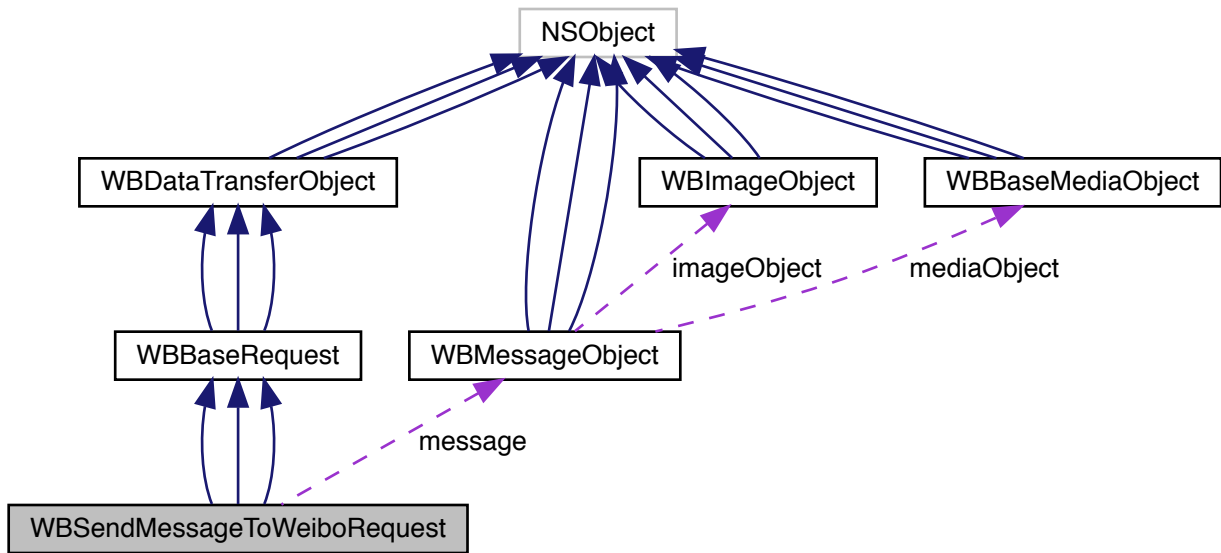 NSObject
WBDataTransferObject
WBImageObject
WBBaseMediaObject
imageObject
mediaObject
WBBaseRequest
WBMessageObject
message
WBSendMessageToWeiboRequest